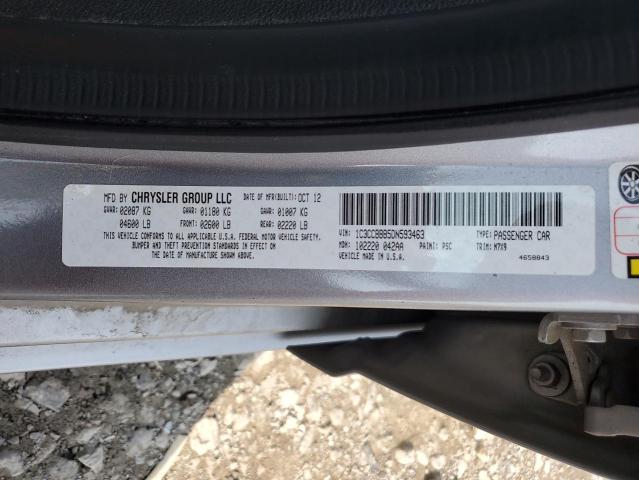 MFD BY CHRYSLER GROUP LLC DATE OF MFR(BUILT): OCT 12
GVWR: 02087 KG GAWR: 01180 KG GAWR: 01007 KG
04600 LB FRONT: 02600 LB REAR: 02220 LB
THIS VEHICLE CONFORMS TO ALL APPLICABLE U.S.A. FEDERAL MOTOR VEHICLE SAFETY,
BUMPER AND THEFT PREVENTION STANDARDS IN EFFECT ON
THE DATE OF MANUFACTURE SHOWN ABOVE.
VIN: 1C3CCBBB5DN593463 TYPE: PASSENGER CAR
MDH: 102220 042AA PAINT: PSC TRIM: M7X9
VEHICLE MADE IN U.S.A. 4658843